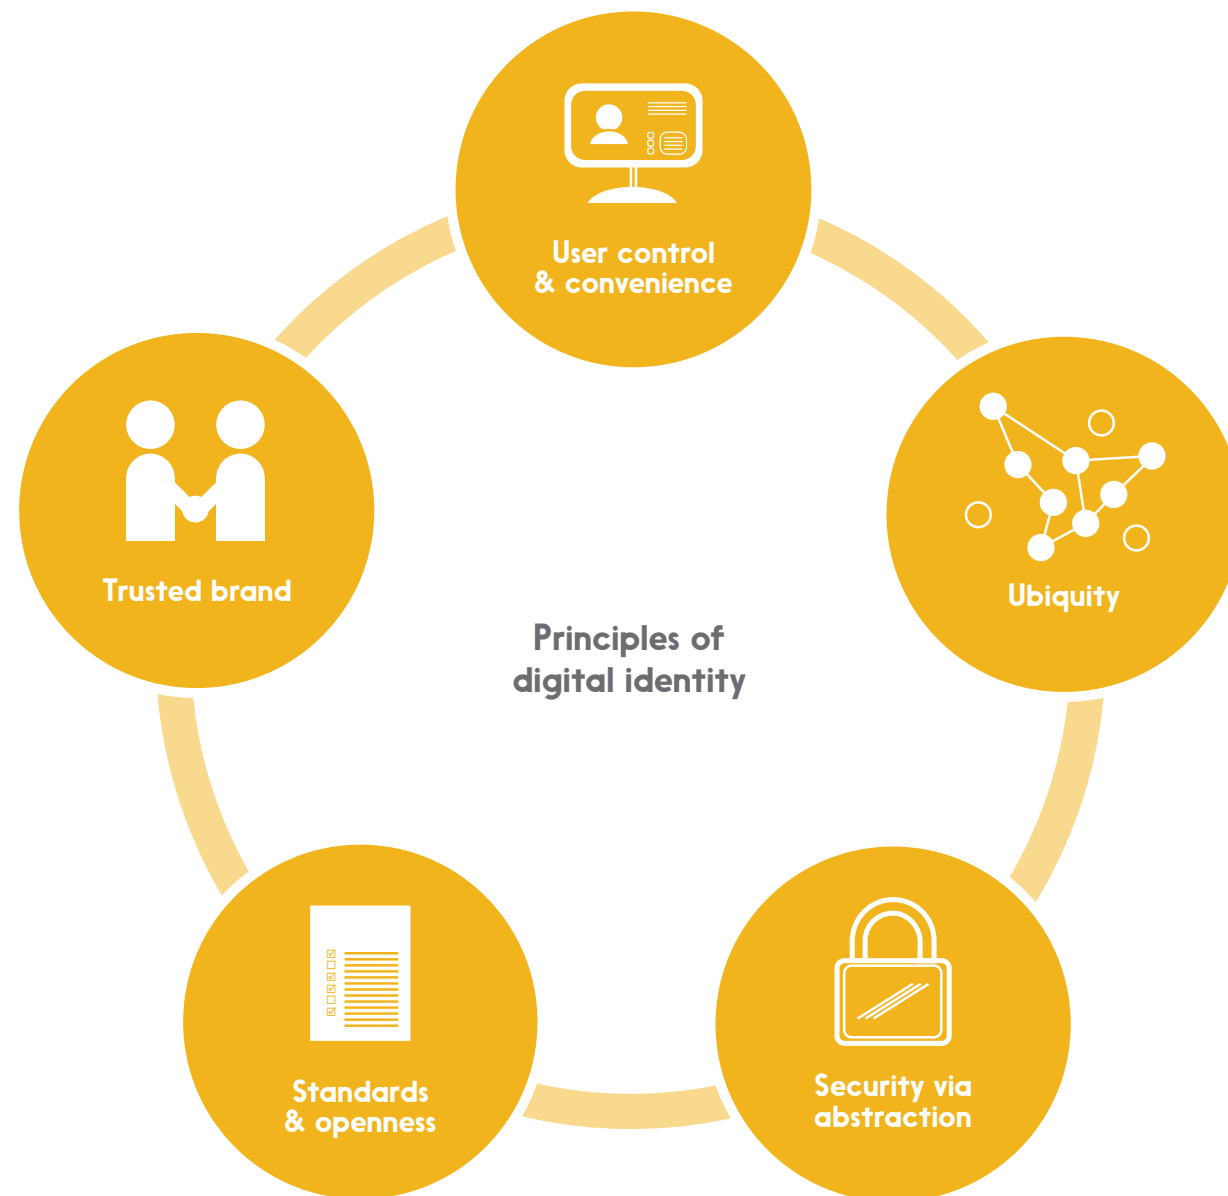 User control
& convenience
Trusted brand
Ubiquity
Principles of
digital identity
Standards
& openness
Security via
abstraction